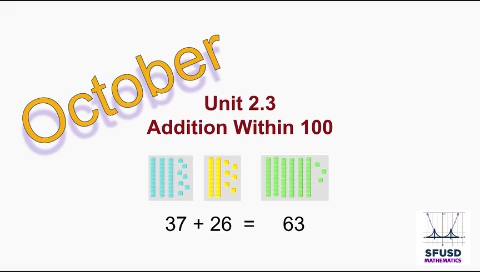 October
Unit 2.3
Addition Within 100
37 + 26 = 63
SFUSD
MATHEMATICS